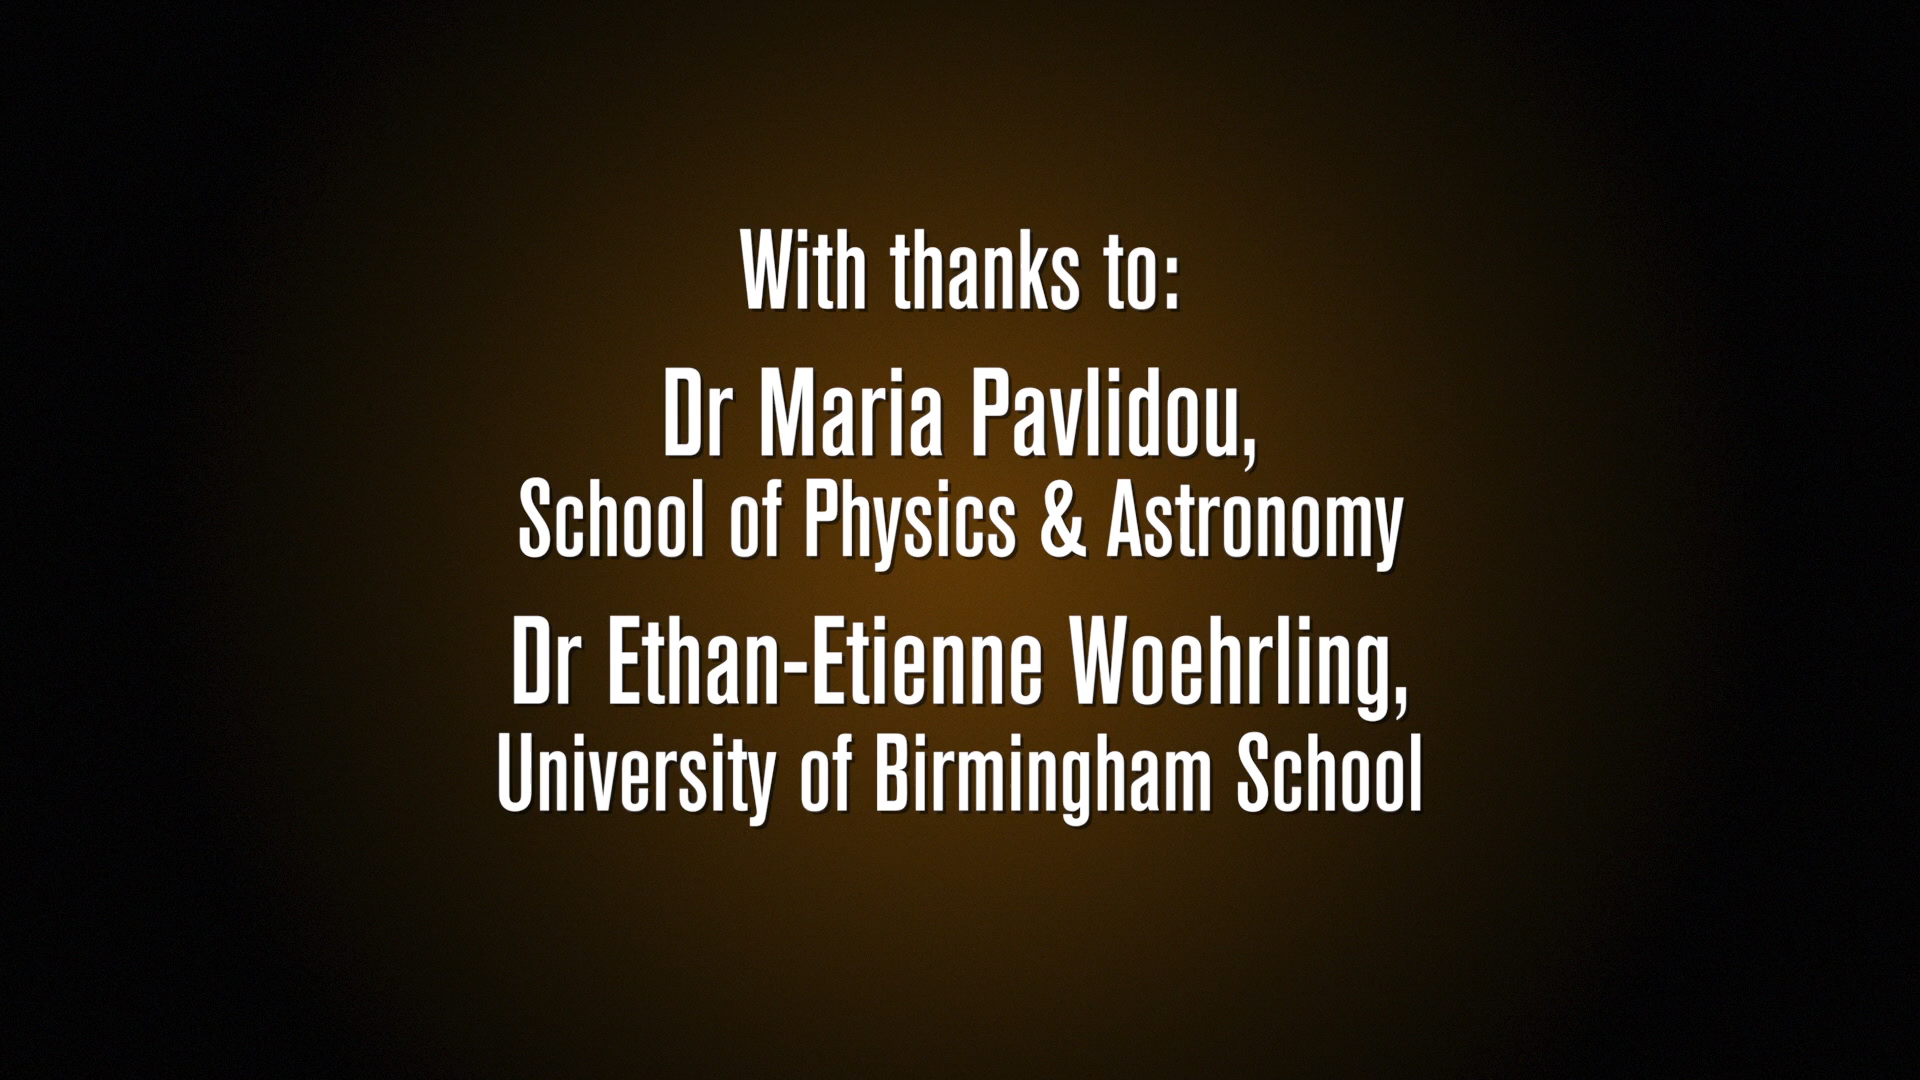 With thanks to:
Dr Maria Pavlidou,
School of Physics & Astronomy
Dr Ethan-Etienne Woehrling,
University of Birmingham School